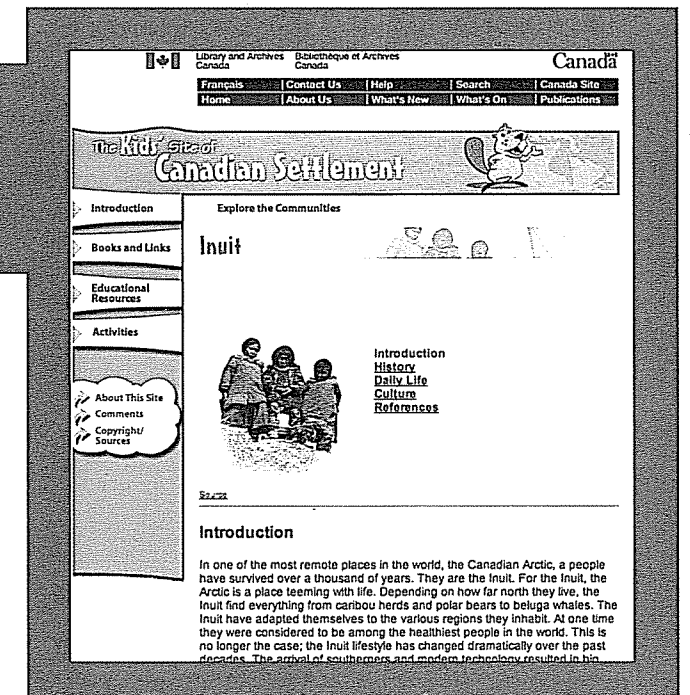 Library and Archives Canada
Bibliothèque et Archives Canada
Canada
Français | Contact Us | Help | Search | Canada Site
Home | About Us | What's New | What's On | Publications
The Kids' Site of
Canadian Settlement
Introduction
Books and Links
Educational
Resources
Activities
About This Site
Comments
Copyright/
Sources
Explore the Communities
Inuit
Introduction
History
Daily Life
Culture
References
Source
Introduction
In one of the most remote places in the world, the Canadian Arctic, a people
have survived over a thousand of years. They are the Inuit. For the Inuit, the
Arctic is a place teeming with life. Depending on how far north they live, the
Inuit find everything from caribou herds and polar bears to beluga whales. The
Inuit have adapted themselves to the various regions they inhabit. At one time
they were considered to be among the healthiest people in the world. This is
no longer the case; the Inuit lifestyle has changed dramatically over the past
decades. The arrival of southerners and modern technology resulted in big